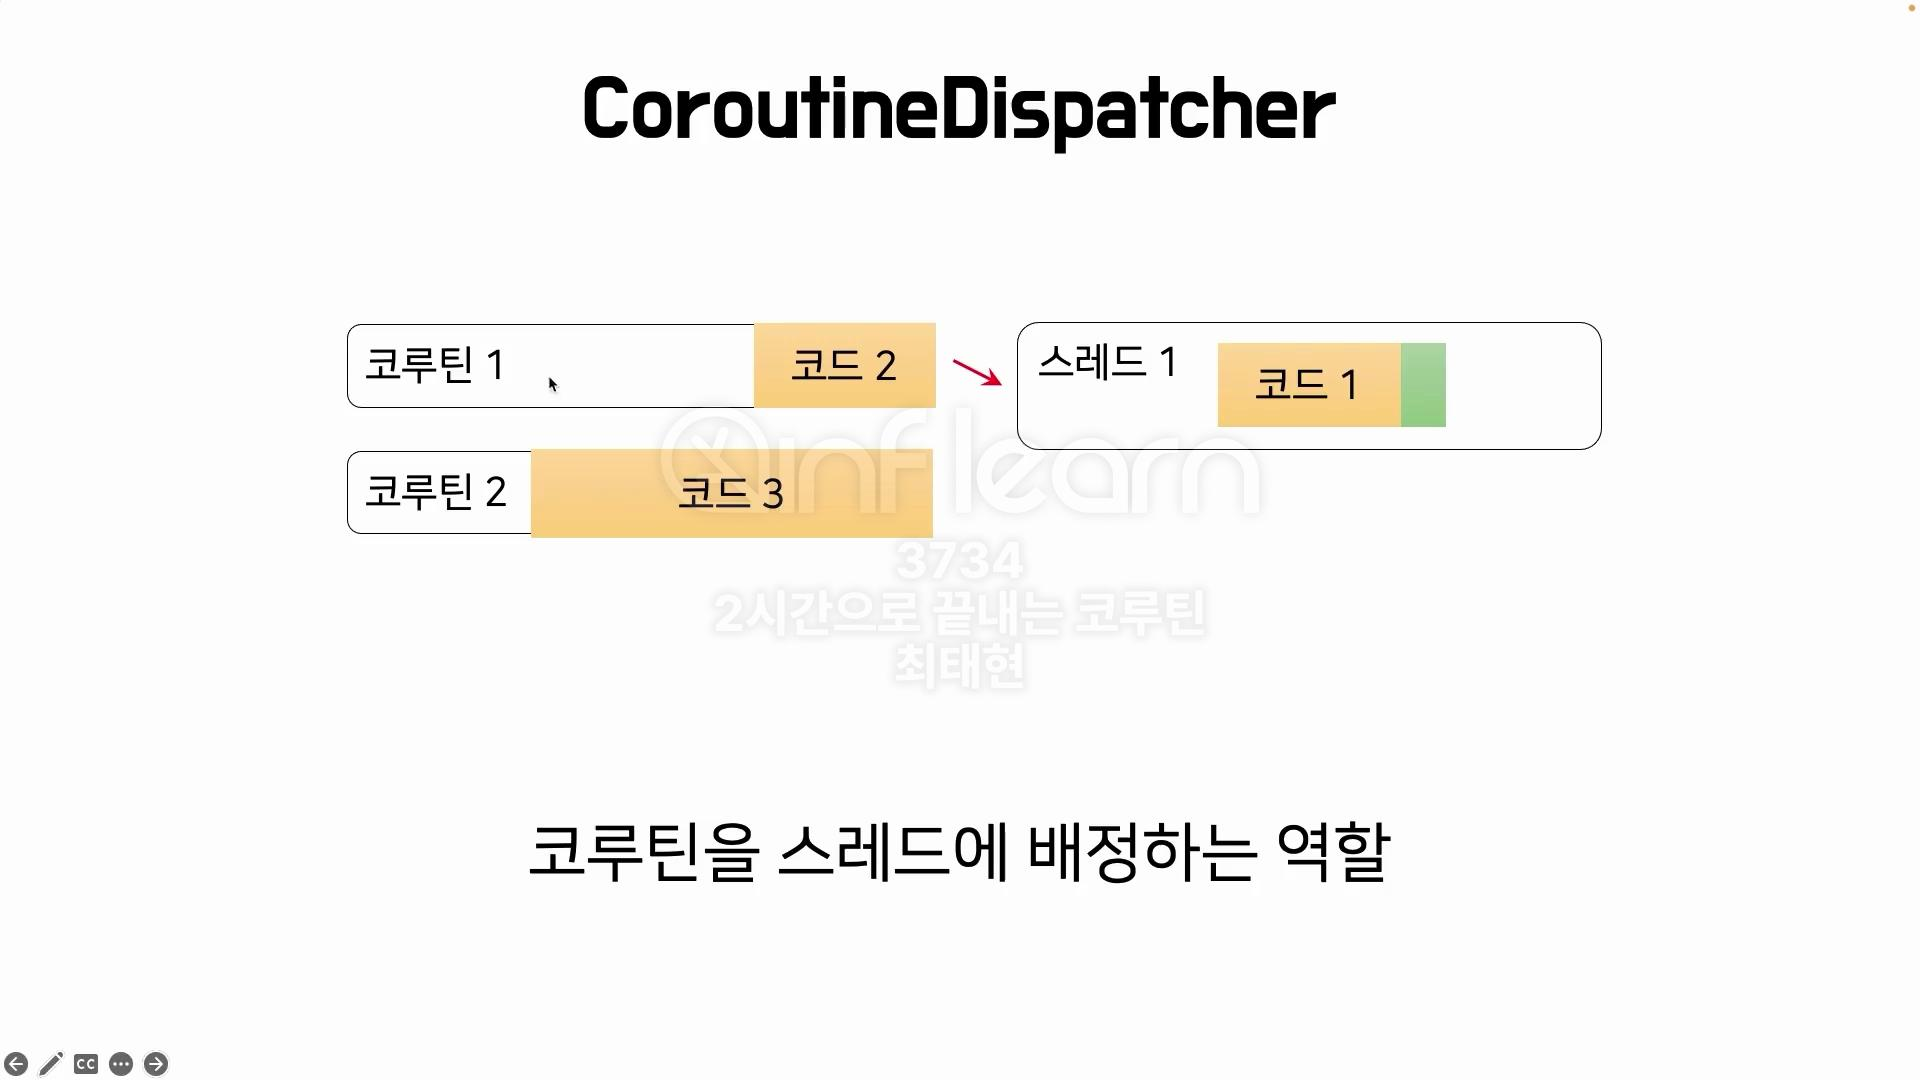 CoroutineDispatcher
코루틴 1
코드 2
스레드 1
코드 1
코루틴 2
코드 3
inflearn
3734
2시간으로 끝내는 코루틴
최태현
코루틴을 스레드에 배정하는 역할
CC